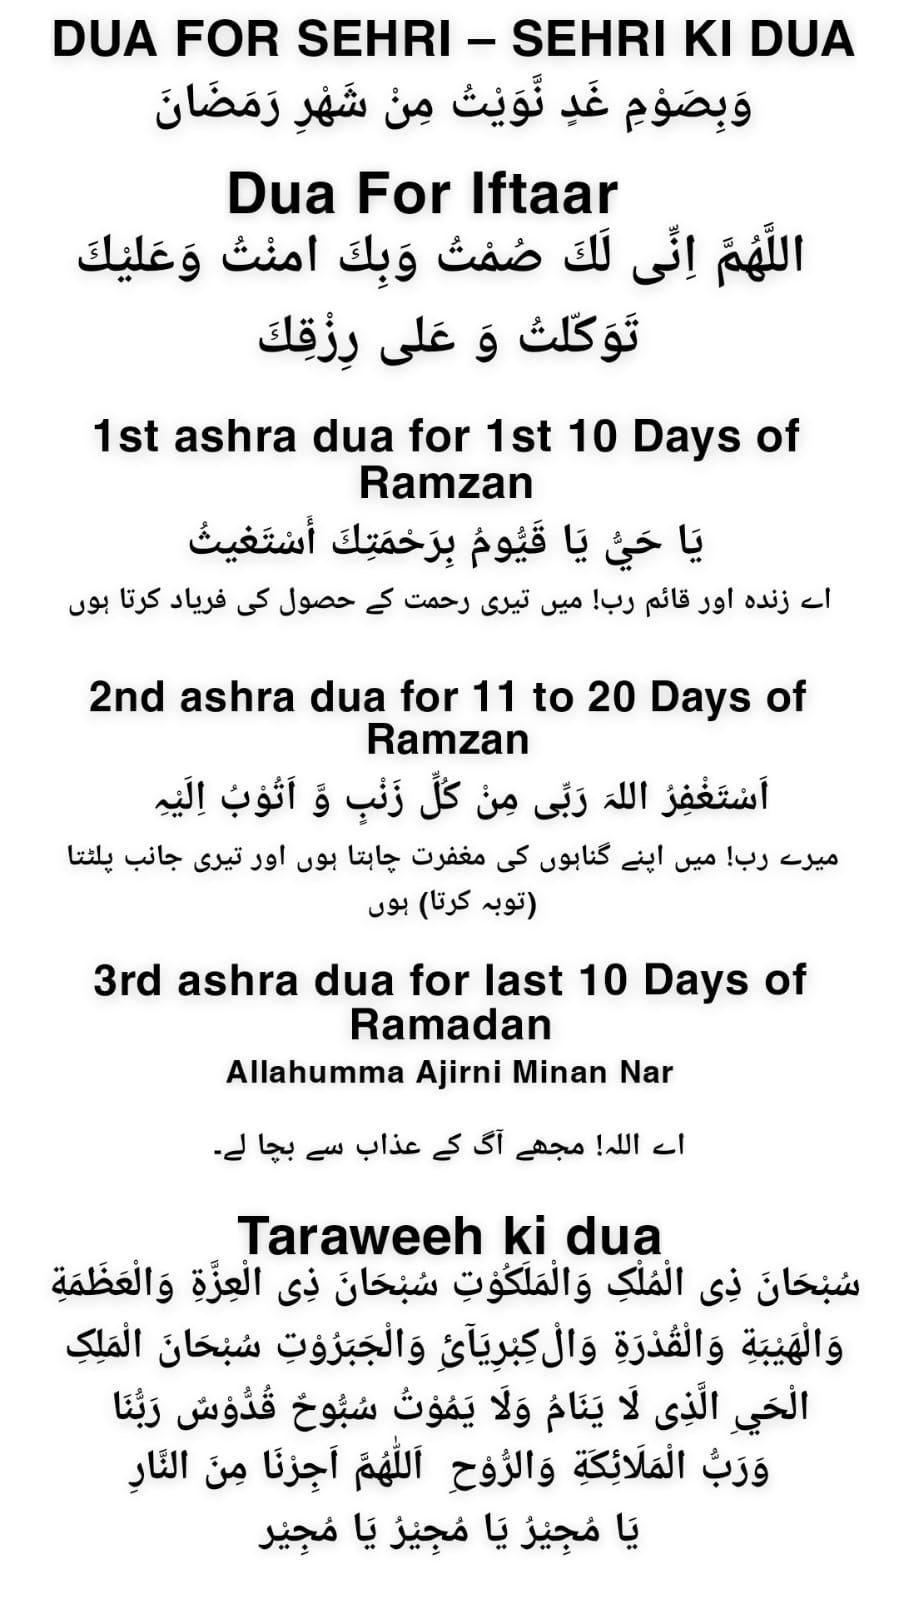 DUA FOR SEHRI – SEHRI KI DUA
وَبِصَوْمِ غَدٍ نَّوَيْتُ مِنْ شَهْرِ رَمَضَانَ
Dua For Iftaar
اللَّهُمَّ اِنِّى لَكَ صُمْتُ وَبِكَ امنْتُ وَعَليْكَ
تَوَكّلتُ وَ عَلى رِزْقِكَ
1st ashra dua for 1st 10 Days of
Ramzan
يَا حَيُّ يَا قَيُّومُ بِرَحْمَتِكَ أَسْتَغيثُ
اے زندہ اور قائم رب! میں تیری رحمت کے حصول کی فریاد کرتا ہوں
2nd ashra dua for 11 to 20 Days of
Ramzan
اَسْتَغْفِرُ اللہَ رَبِّی مِنْ کُلِّ زَنْبٍ وَّ اَتُوْبُ اِلَیْہِ
میرے رب! میں اپنے گناہوں کی مغفرت چاہتا ہوں اور تیری جانب پلٹتا
(توبہ کرتا) ہوں
3rd ashra dua for last 10 Days of
Ramadan
Allahumma Ajirni Minan Nar
اے اللہ! مجھے آگ کے عذاب سے بچا لے۔
Taraweeh ki dua
سُبْحَانَ ذِی الْمُلْکِ وَالْمَلَکُوْتِ سُبْحَانَ ذِی الْعِزَّةِ وَالْعَظَمَةِ
وَالْهَيْبَةِ وَالْقُدْرَةِ وَالْکِبْرِيَآئِ وَالْجَبَرُوْتِ سُبْحَانَ الْمَلِکِ
الْحَيِ الَّذِی لَا يَنَامُ وَلَا يَمُوْتُ سُبُّوحٌ قُدُّوْسٌ رَبُّنَا
وَرَبُّ الْمَلَائِکَةِ وَالرُّوْحِ اَللّٰهُمَّ اَجِرْنَا مِنَ النَّارِ
يَا مُجِيْرُ يَا مُجِيْرُ يَا مُجِيْر